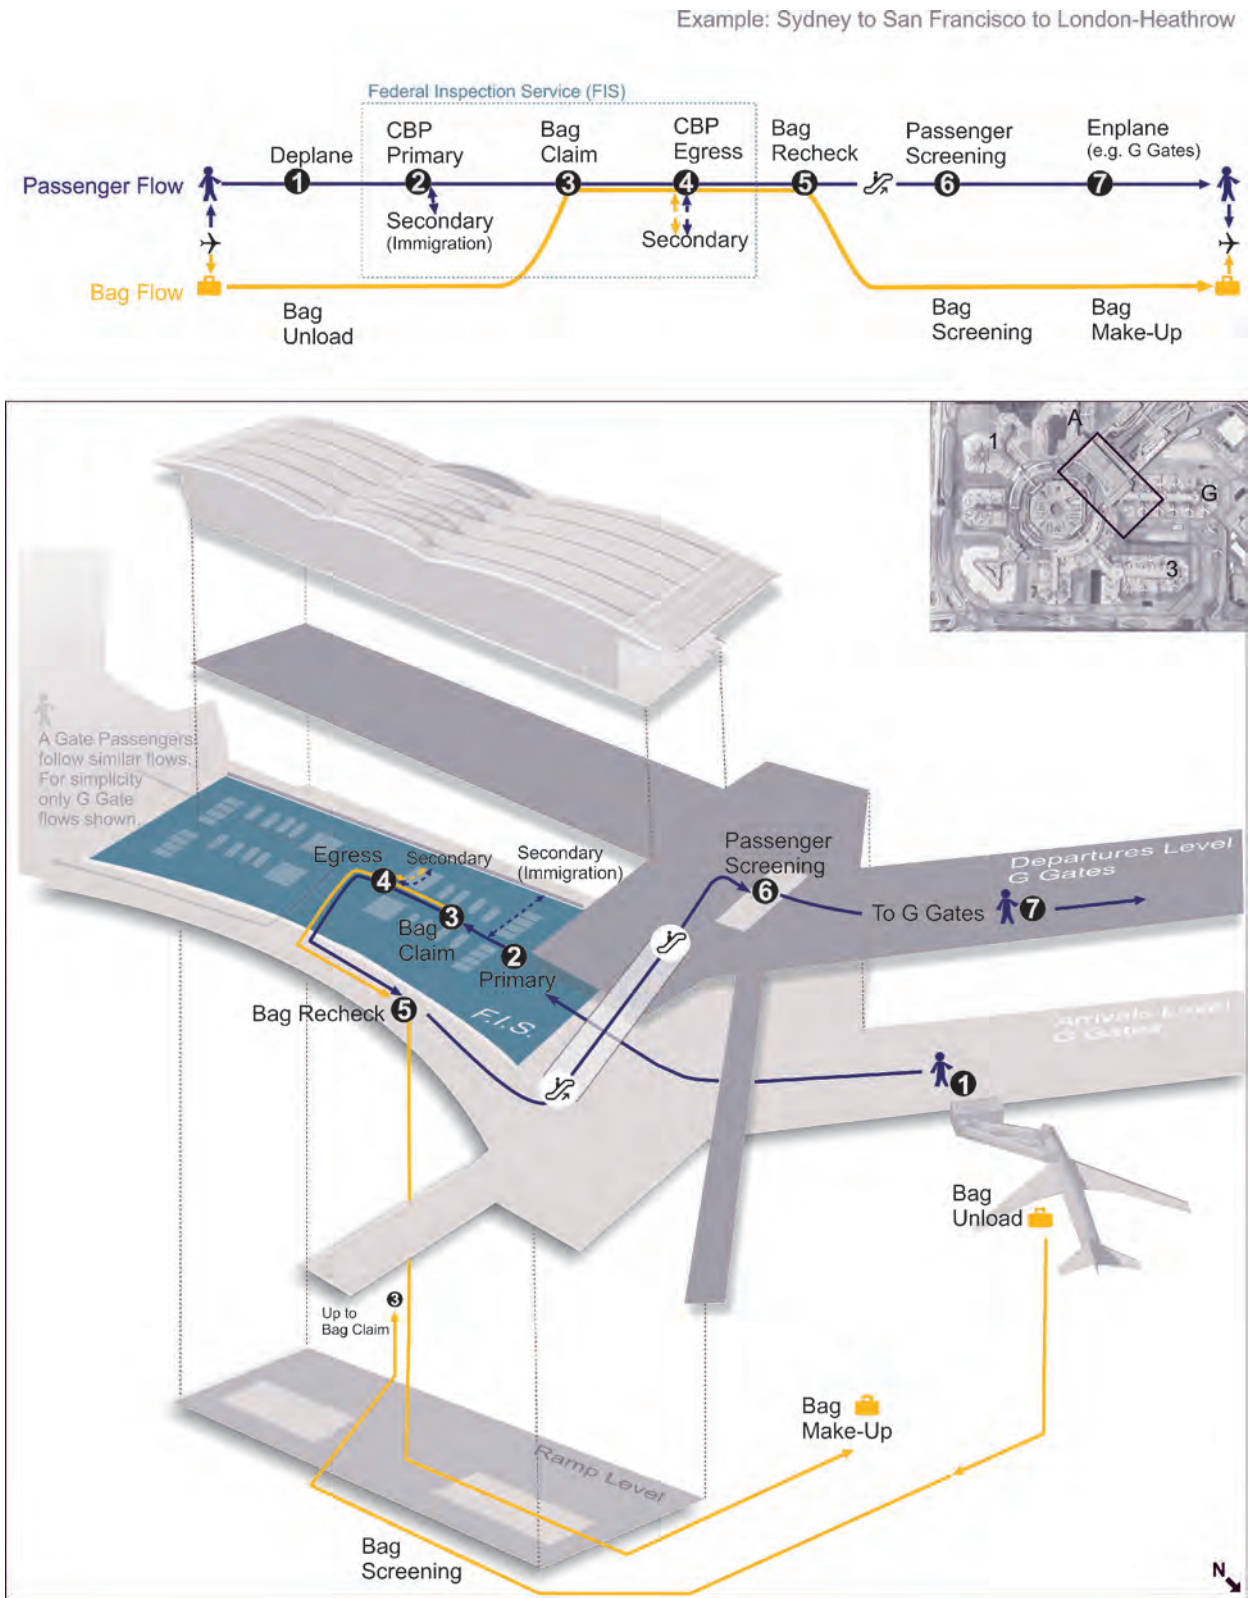 Example: Sydney to San Francisco to London-Heathrow
Federal Inspection Service (FIS)
Deplane
CBP
Primary
Bag
Claim
CBP
Egress
Bag
Recheck
Passenger
Screening
Enplane
(e.g. G Gates)
Passenger Flow
1
2
3
4
5
6
7
Secondary
(Immigration)
Secondary
Bag Flow
Bag
Unload
Bag
Screening
Bag
Make-Up
A
1
G
3
2
A Gate Passengers
follow similar flows.
For simplicity
only G Gate
flows shown.
Egress
Secondary
Secondary
(Immigration)
Passenger
Screening
Departures Level
G Gates
4
6
3
To G Gates
7
Bag
Claim
2
Primary
Bag Recheck
5
F.I.S.
Arrivals Level
G Gates
1
Bag
Unload
3
Up to
Bag Claim
Bag
Make-Up
Ramp Level
Bag
Screening
N